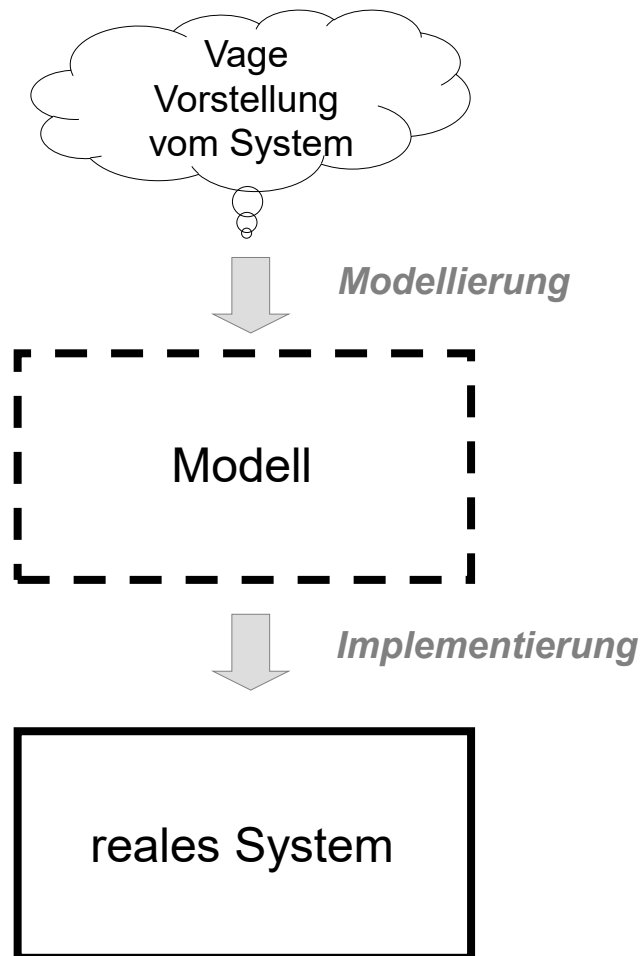 Vage
Vorstellung
vom System
Modellierung
Modell
Implementierung
reales System